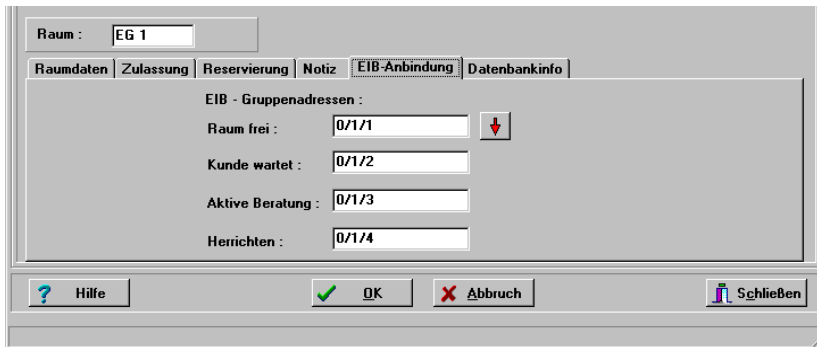 Raum : EG 1
Raumdaten Zulassung Reservierung Notiz EIB-Anbindung Datenbankinfo
EIB - Gruppenadressen :
Raum frei : 0/1/1
Kunde wartet : 0/1/2
Aktive Beratung : 0/1/3
Herrichten : 0/1/4
? Hilfe OK Abbruch Schließen